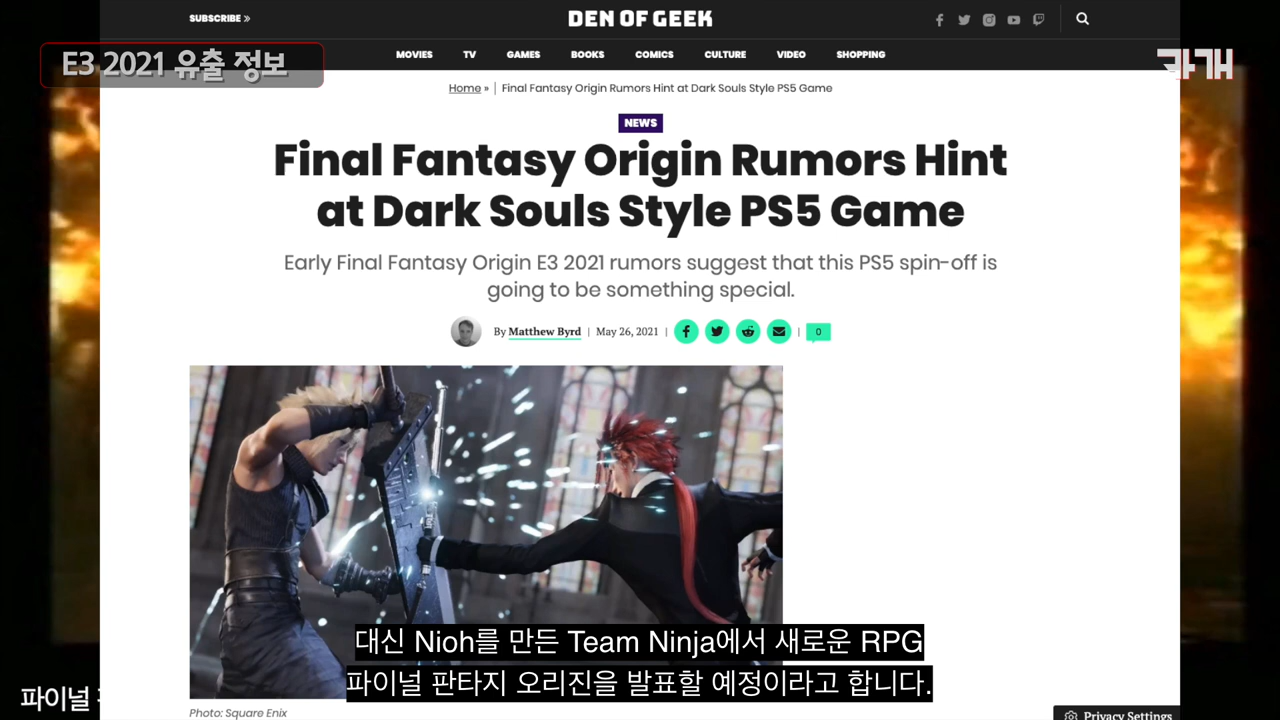 SUBSCRIBE »
DEN OF GEEK
E3 2021 유출 정보
MOVIES TV GAMES BOOKS COMICS CULTURE VIDEO SHOPPING
카개
Home » | Final Fantasy Origin Rumors Hint at Dark Souls Style PS5 Game
NEWS
Final Fantasy Origin Rumors Hint
at Dark Souls Style PS5 Game
Early Final Fantasy Origin E3 2021 rumors suggest that this PS5 spin-off is
going to be something special.
By Matthew Byrd | May 26, 2021 | 0
대신 Nioh를 만든 Team Ninja에서 새로운 RPG
파이널 판타지 오리진을 발표할 예정이라고 합니다.
파이널
Photo: Square Enix
Privacy Settings